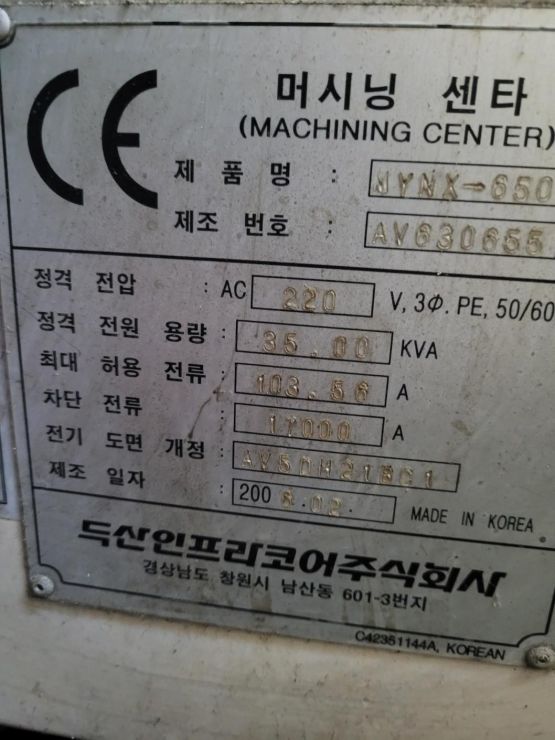 CE
머시닝 센타
(MACHINING CENTER)
제 품 명 : MYNX-650
제조 번호 : AV630655
정격 전압 : AC 220 V, 3Φ. PE, 50/60
정격 전원 용량 : 35.00 KVA
최대 허용 전류 : 103.56 A
차단 전류 : 17000 A
전기 도면 개정 :
제조 일자 : 2008.02. MADE IN KOREA
두산인프라코어주식회사
경상남도 창원시 남산동 601-3번지
C42351144A, KOREAN